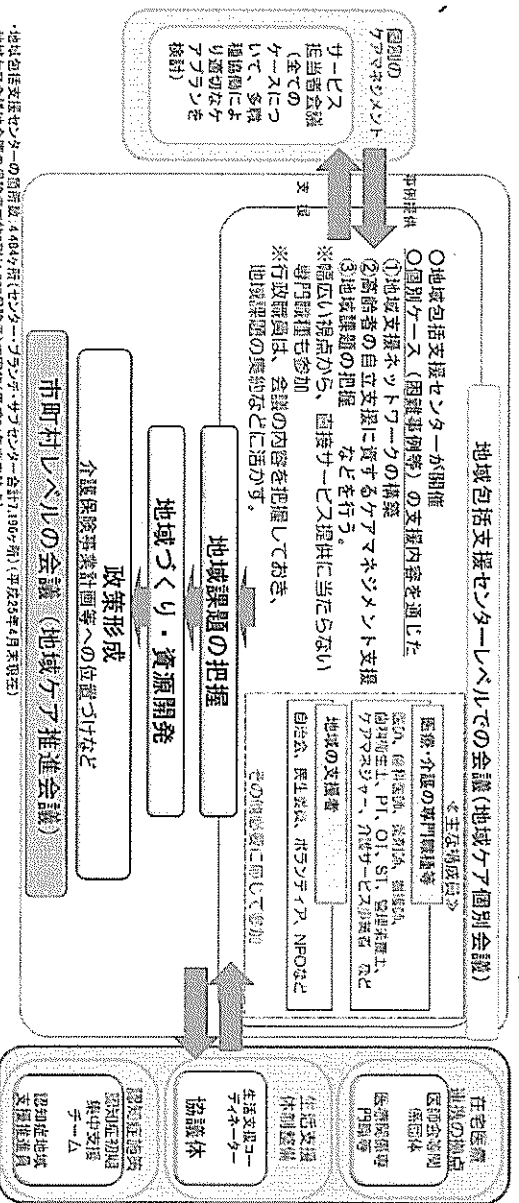 地域包括支援センターレベルでの会議(地域ケア個別会議)
個別の
ケアマネジメント
サービス
担当者会議
(全ての
ケースにつ
いて、多職
種協働によ
り適切なケ
アプランを
検討)
事例提供
支援
〇地域包括支援センターが開催
〇個別ケース(困難事例等)の支援内容を通じた
①地域支援ネットワークの構築
②高齢者の自立支援に資するケアマネジメント支援
③地域課題の把握 などを行う。
※幅広い視点から、直接サービス提供に当たらない
専門職種も参加
※行政職員は、会議の内容を把握しておき、
地域課題の集約などに活かす。
≪主な構成員≫
医療・介護の専門職種等
医師、歯科医師、薬剤師、看護師、
歯科衛生士、PT、OT、ST、管理栄養士、
ケアマネジャー、介護サービス事業者 など
地域の支援者
自治会、民生委員、ボランティア、NPOなど
その他必要に応じて参加
地域課題の把握
地域づくり・資源開発
政策形成
介護保険事業計画等への位置づけなど
市町村レベルの会議(地域ケア推進会議)
在宅医療
連携の拠点
医師会等関
係団体
医療関係専
門職等
生活支援
体制整備
生活支援コー
ディネーター
協議体
認知症施策
認知症初期
集中支援
チーム
認知症地域
支援推進員
・地域包括支援センターの箇所数:4,484ヶ所(センター・ブランチ・サブセンター合計7,196ヶ所)(平成25年4月末現在)